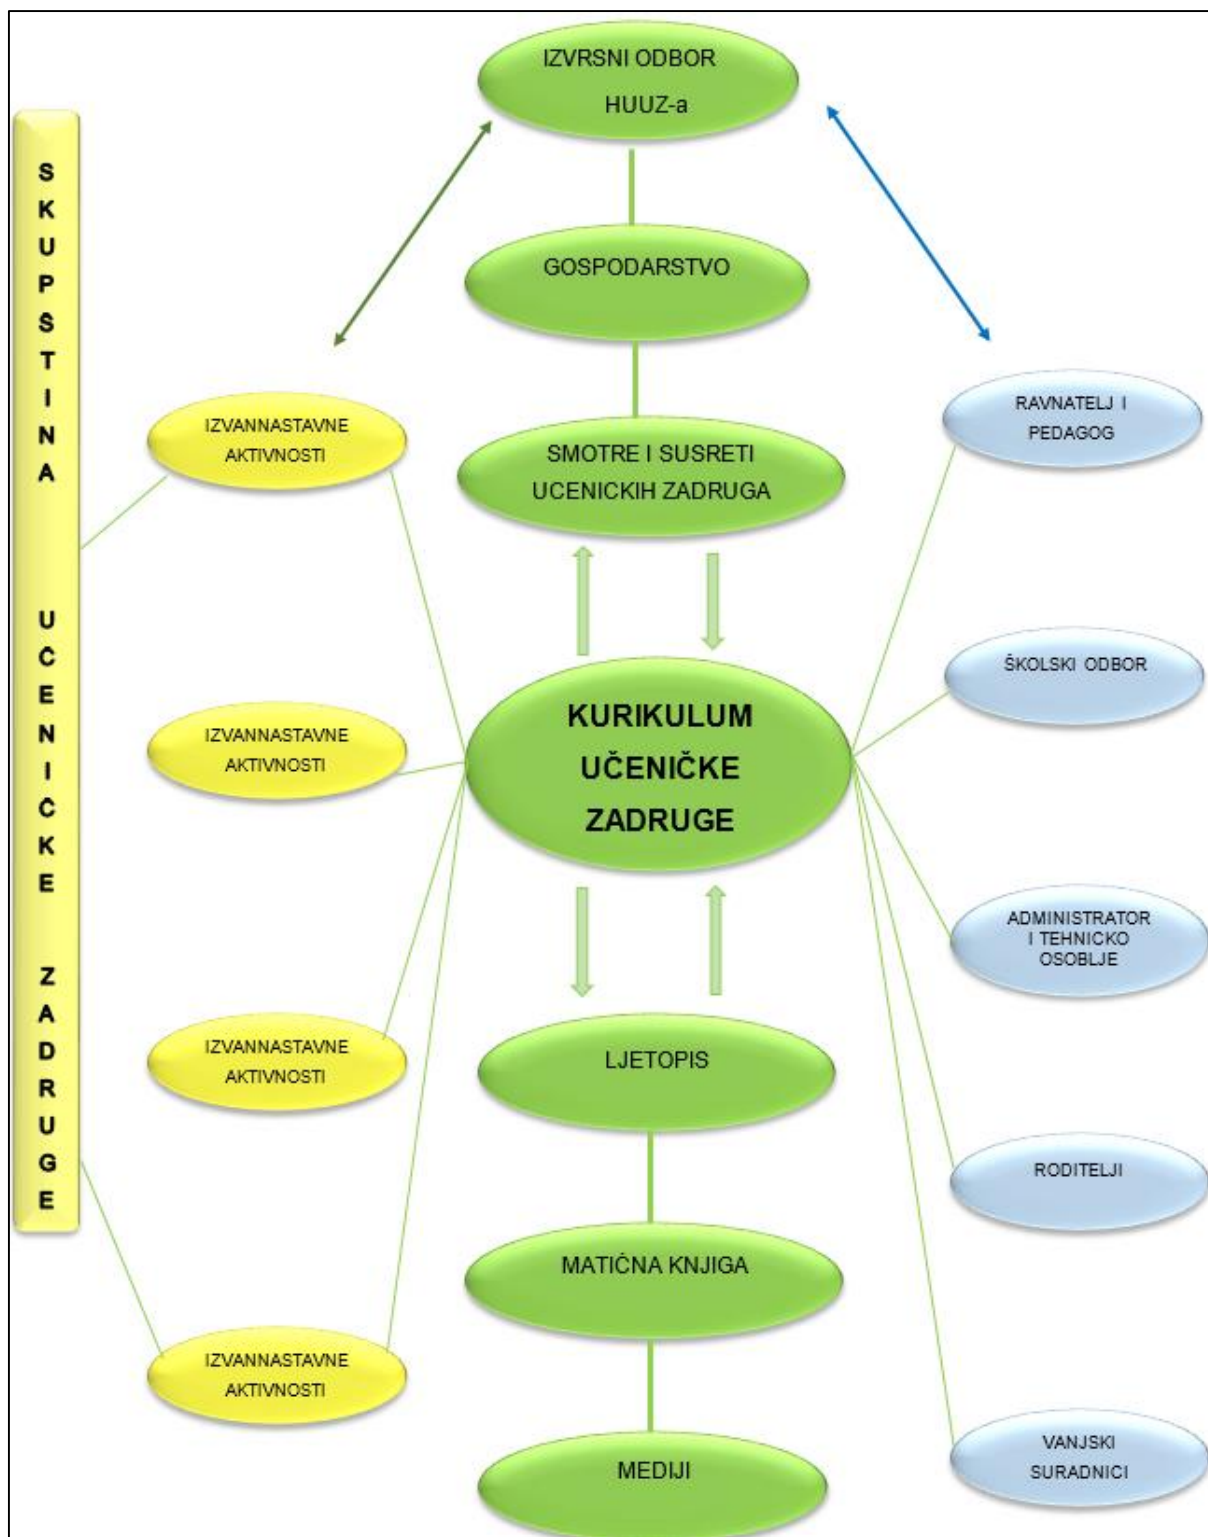 IZVRSNI ODBOR
HUUZ-a
SKUPSTINA UČENIČKE ZADRUGE
GOSPODARSTVO
IZVANNASTAVNE
AKTIVNOSTI
SMOTRE I SUSRETI
UCENICKIH ZADRUGA
RAVNATELJ I
PEDAGOG
ŠKOLSKI ODBOR
IZVANNASTAVNE
AKTIVNOSTI
KURIKULUM
UČENIČKE
ZADRUGE
ADMINISTRATOR
I TEHNICKO
OSOBLJE
IZVANNASTAVNE
AKTIVNOSTI
LJETOPIS
RODITELJI
MATIČNA KNJIGA
IZVANNASTAVNE
AKTIVNOSTI
MEDIJI
VANJSKI
SURADNICI